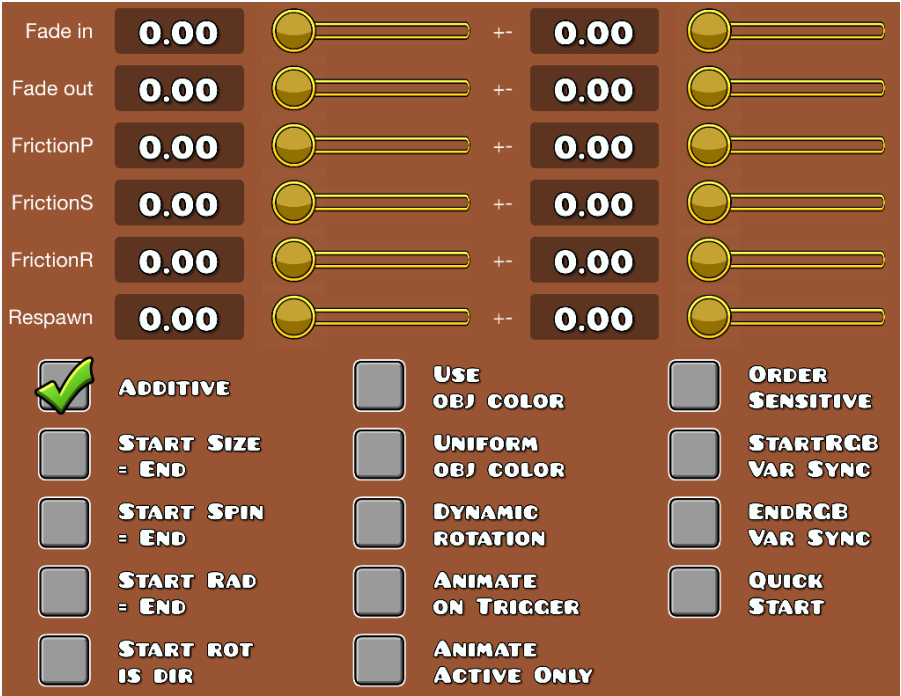 Fade in 0.00 +- 0.00
Fade out 0.00 +- 0.00
FrictionP 0.00 +- 0.00
FrictionS 0.00 +- 0.00
FrictionR 0.00 +- 0.00
Respawn 0.00 +- 0.00
Additive
Use
obj color
Order
Sensitive
Start Size
= End
Uniform
obj color
StartRGB
Var Sync
Start Spin
= End
Dynamic
rotation
EndRGB
Var Sync
Start Rad
= End
Animate
on Trigger
Quick
Start
Start rot
is dir
Animate
Active Only